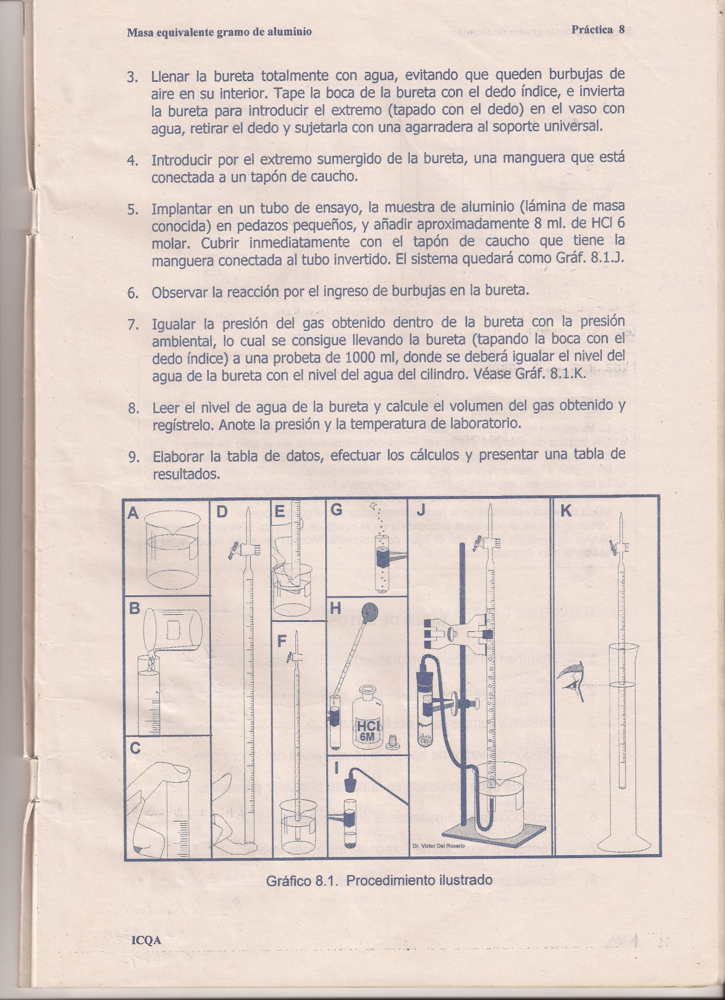 Masa equivalente gramo de aluminio
Práctica 8
3. Llenar la bureta totalmente con agua, evitando que queden burbujas de
aire en su interior. Tape la boca de la bureta con el dedo índice, e invierta
la bureta para introducir el extremo (tapado con el dedo) en el vaso con
agua, retirar el dedo y sujetarla con una agarradera al soporte universal.
4. Introducir por el extremo sumergido de la bureta, una manguera que está
conectada a un tapón de caucho.
5. Implantar en un tubo de ensayo, la muestra de aluminio (lámina de masa
conocida) en pedazos pequeños, y añadir aproximadamente 8 ml. de HCl 6
molar. Cubrir inmediatamente con el tapón de caucho que tiene la
manguera conectada al tubo invertido. El sistema quedará como Gráf. 8.1.J.
6. Observar la reacción por el ingreso de burbujas en la bureta.
7. Igualar la presión del gas obtenido dentro de la bureta con la presión
ambiental, lo cual se consigue llevando la bureta (tapando la boca con el
dedo índice) a una probeta de 1000 ml, donde se deberá igualar el nivel del
agua de la bureta con el nivel del agua del cilindro. Véase Gráf. 8.1.K.
8. Leer el nivel de agua de la bureta y calcule el volumen del gas obtenido y
regístrelo. Anote la presión y la temperatura de laboratorio.
9. Elaborar la tabla de datos, efectuar los cálculos y presentar una tabla de
resultados.
A
B
C
D
E
F
G
H
HCl
6M
I
J
Dr. Víctor Del Rosario
K
Gráfico 8.1. Procedimiento ilustrado
ICQA